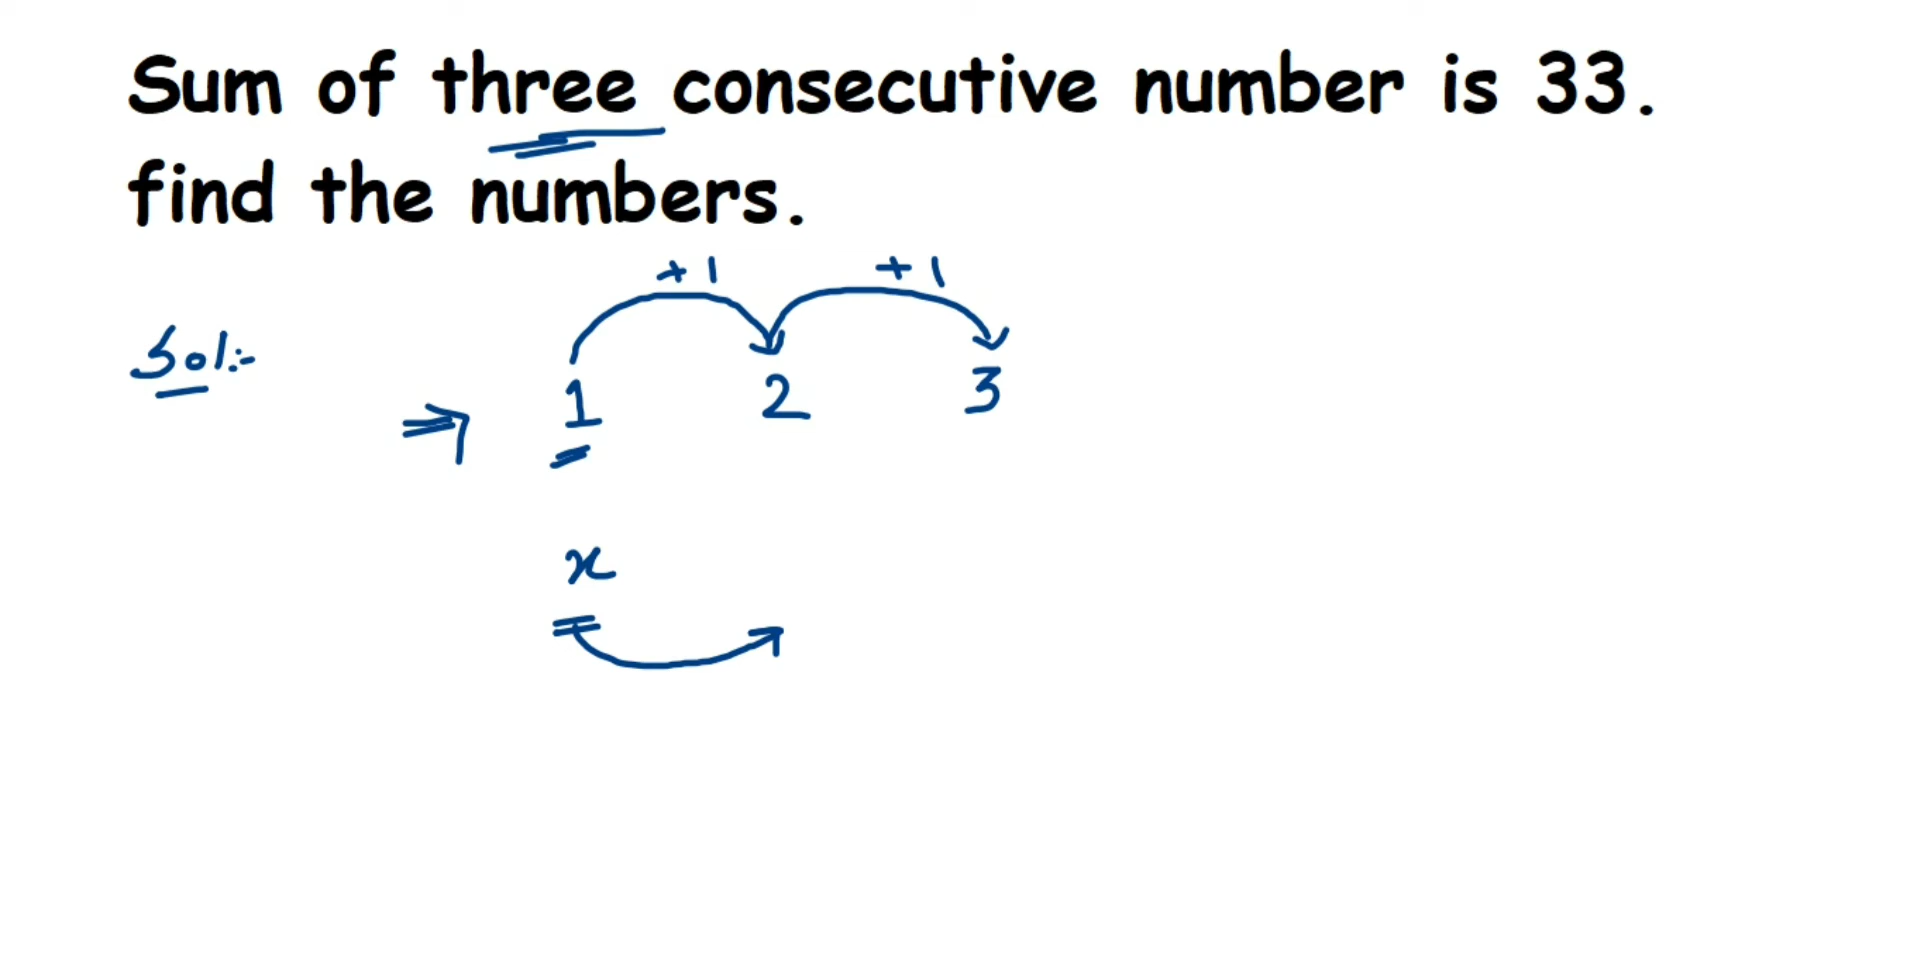 Sum of three consecutive number is 33.
find the numbers.
+1 +1
Sol:-
⇒ 1 2 3
x